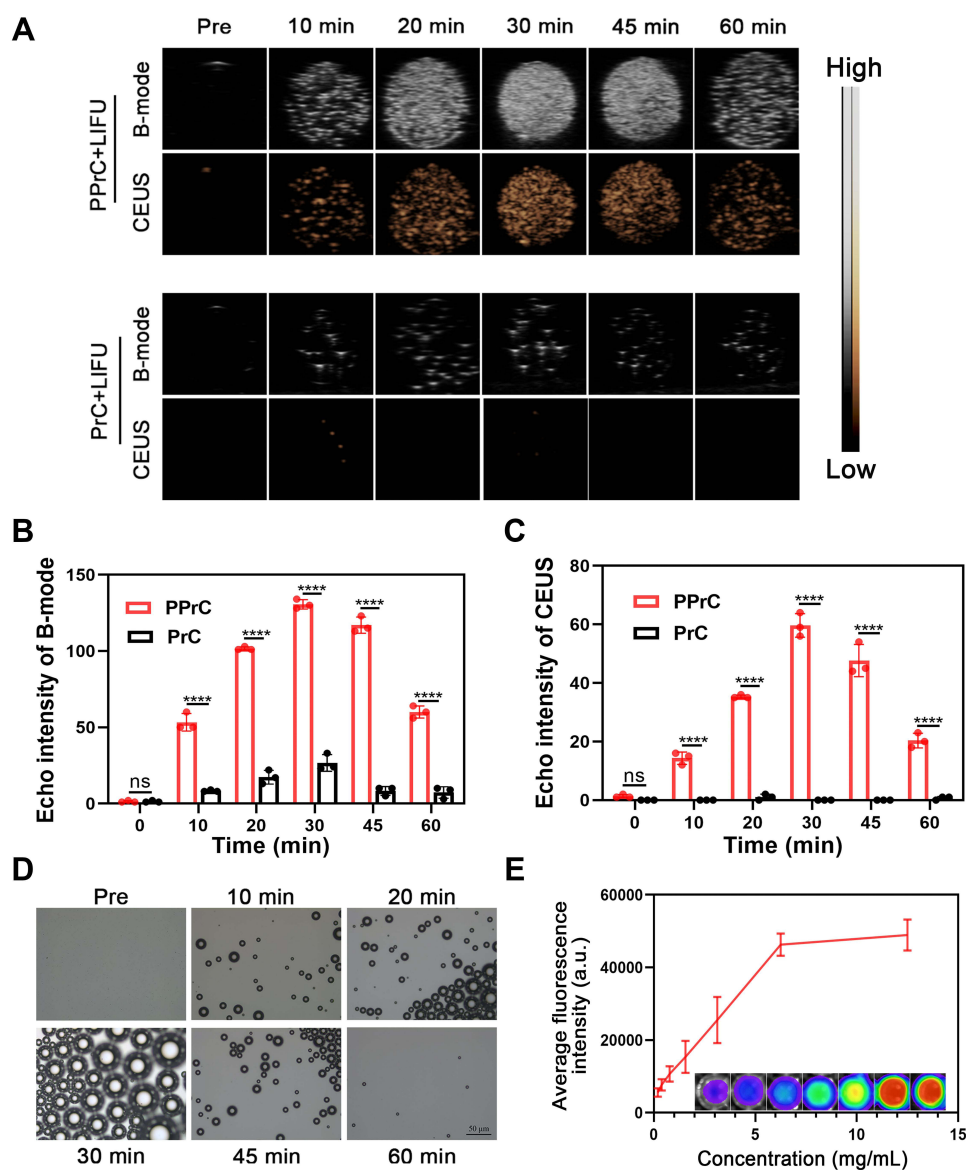 A
Pre 10 min 20 min 30 min 45 min 60 min
PPrC+LIFU
B-mode
CEUS
PrC+LIFU
B-mode
CEUS
High
Low
B
Echo intensity of B-mode
150
100
50
0
PPrC
PrC
ns **** **** **** **** ****
0 10 20 30 45 60
Time (min)
C
Echo intensity of CEUS
80
60
40
20
0
PPrC
PrC
ns **** **** **** **** ****
0 10 20 30 45 60
Time (min)
D
Pre 10 min 20 min
50 μm
30 min 45 min 60 min
E
Average fluorescence
intensity (a.u.)
60000
40000
20000
0
0 5 10 15
Concentration (mg/mL)